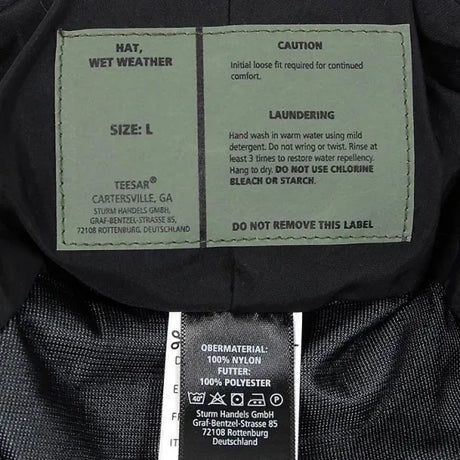 HAT,
WET WEATHER
SIZE: L
TEESAR®
CARTERSVILLE, GA
STURM HANDELS GMBH,
GRAF-BENTZEL-STRASSE 85,
72108 ROTTENBURG, DEUTSCHLAND
CAUTION
Initial loose fit required for continued
comfort.
LAUNDERING
Hand wash in warm water using mild
detergent. Do not wring or twist. Rinse at
least 3 times to restore water repellency.
Hang to dry. DO NOT USE CHLORINE
BLEACH OR STARCH.
DO NOT REMOVE THIS LABEL
OBERMATERIAL:
100% NYLON
FUTTER:
100% POLYESTER
40°
Sturm Handels GmbH
Graf-Bentzel-Strasse 85
72108 Rottenburg
Deutschland